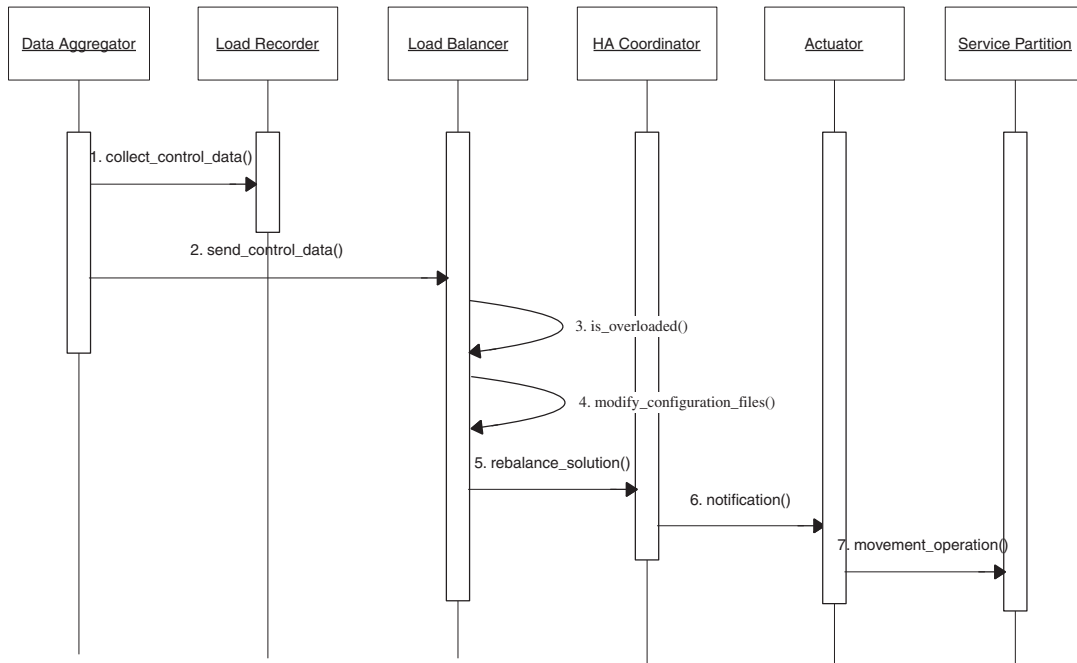 Data Aggregator
Load Recorder
Load Balancer
HA Coordinator
Actuator
Service Partition
1. collect_control_data()
2. send_control_data()
3. is_overloaded()
4. modify_configuration_files()
5. rebalance_solution()
6. notification()
7. movement_operation()